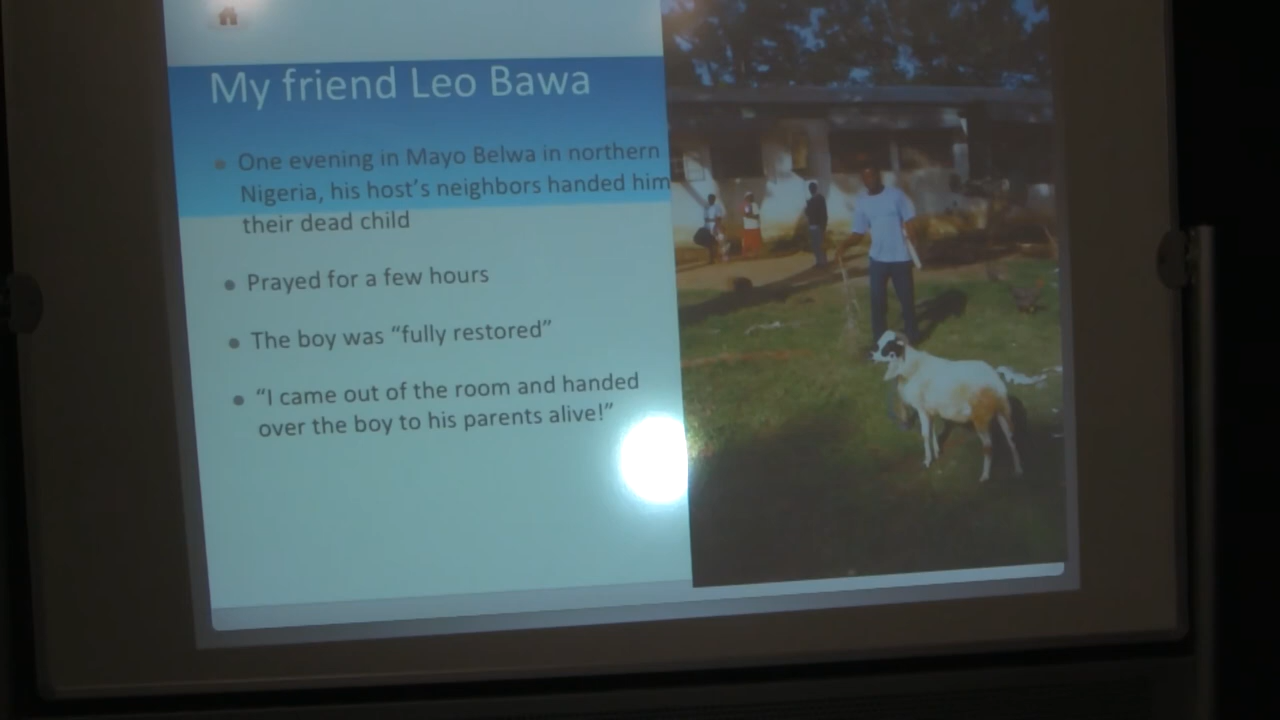 My friend Leo Bawa
One evening in Mayo Belwa in northern
Nigeria, his host's neighbors handed him
their dead child
Prayed for a few hours
The boy was “fully restored”
“I came out of the room and handed
over the boy to his parents alive!”